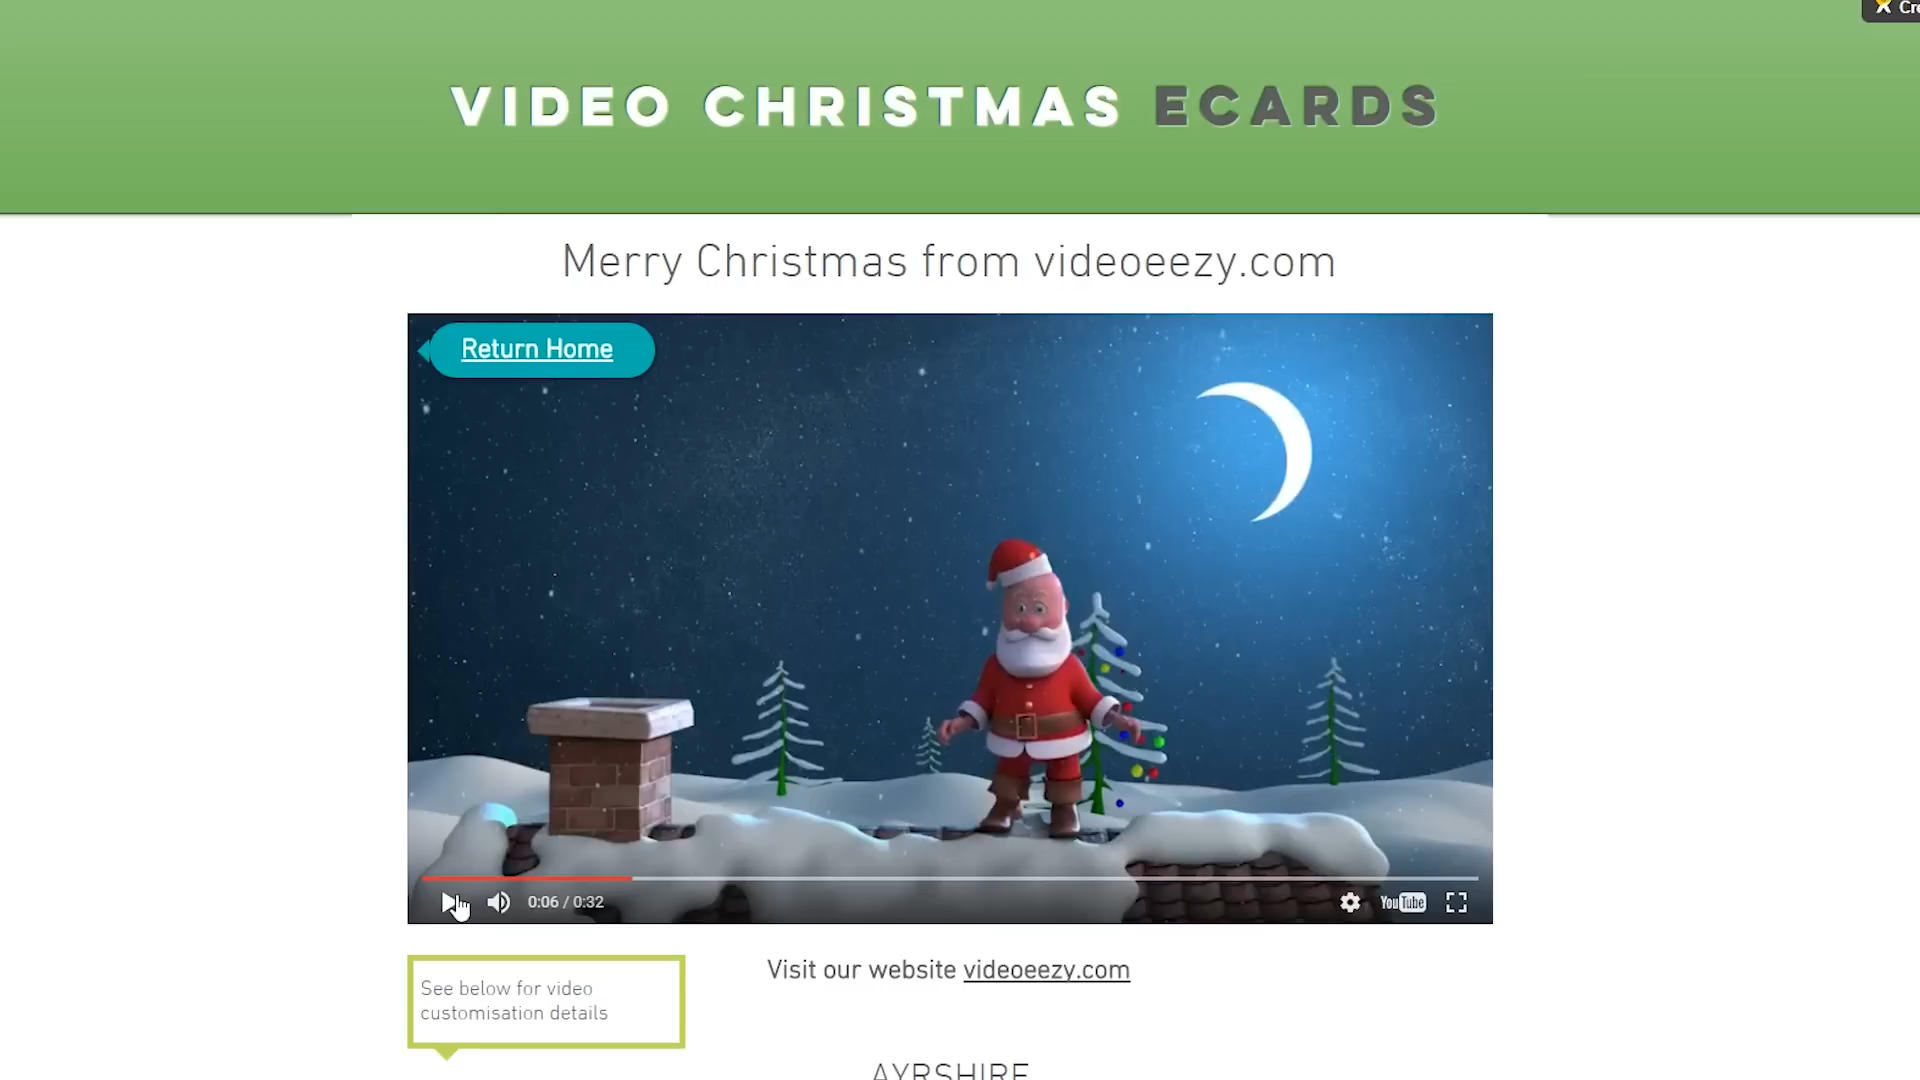 Cre
VIDEO CHRISTMAS ECARDS
Merry Christmas from videoeezy.com
Return Home
0:06 / 0:32
YouTube
See below for video
customisation details
Visit our website videoeezy.com
AYRSHIRE